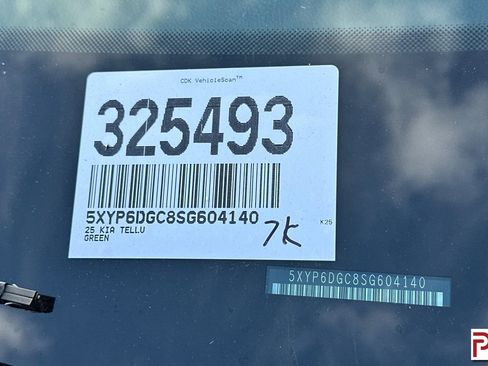 CDK VehicleScan™
325493
5XYP6DGC8SG604140
25 KIA TELLU
GREEN
7K
K25
5XYP6DGC8SG604140
P